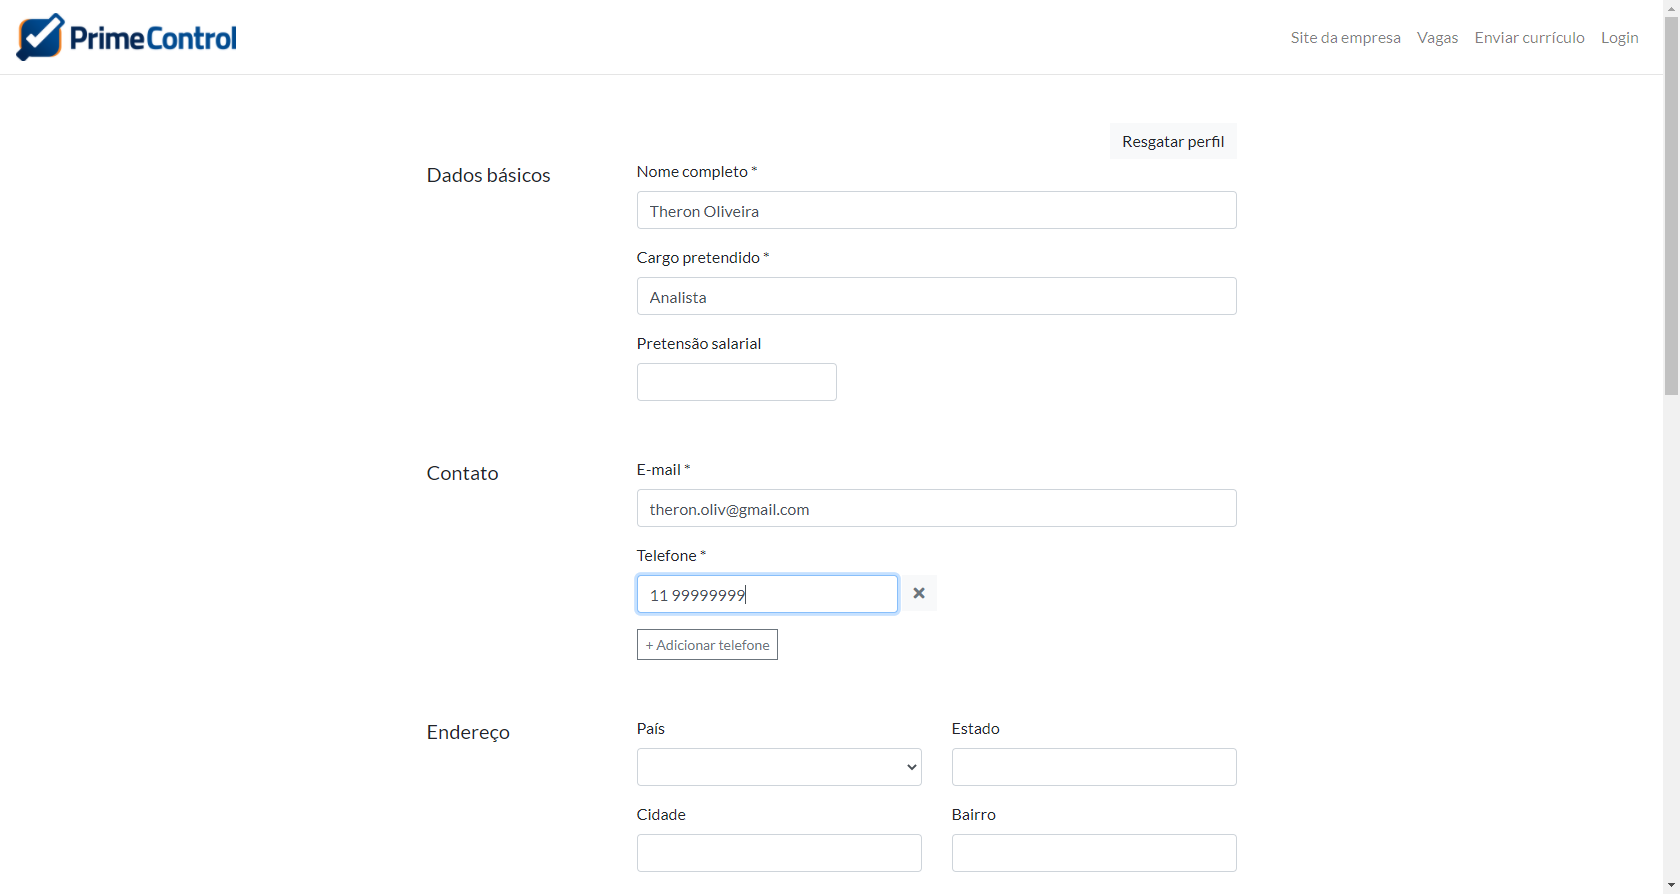 PrimeControl
Site da empresa Vagas Enviar currículo Login
Resgatar perfil
Dados básicos
Nome completo *
Theron Oliveira
Cargo pretendido *
Analista
Pretensão salarial
Contato
E-mail *
theron.oliv@gmail.com
Telefone *
11 99999999
+ Adicionar telefone
Endereço
País
Estado
Cidade
Bairro